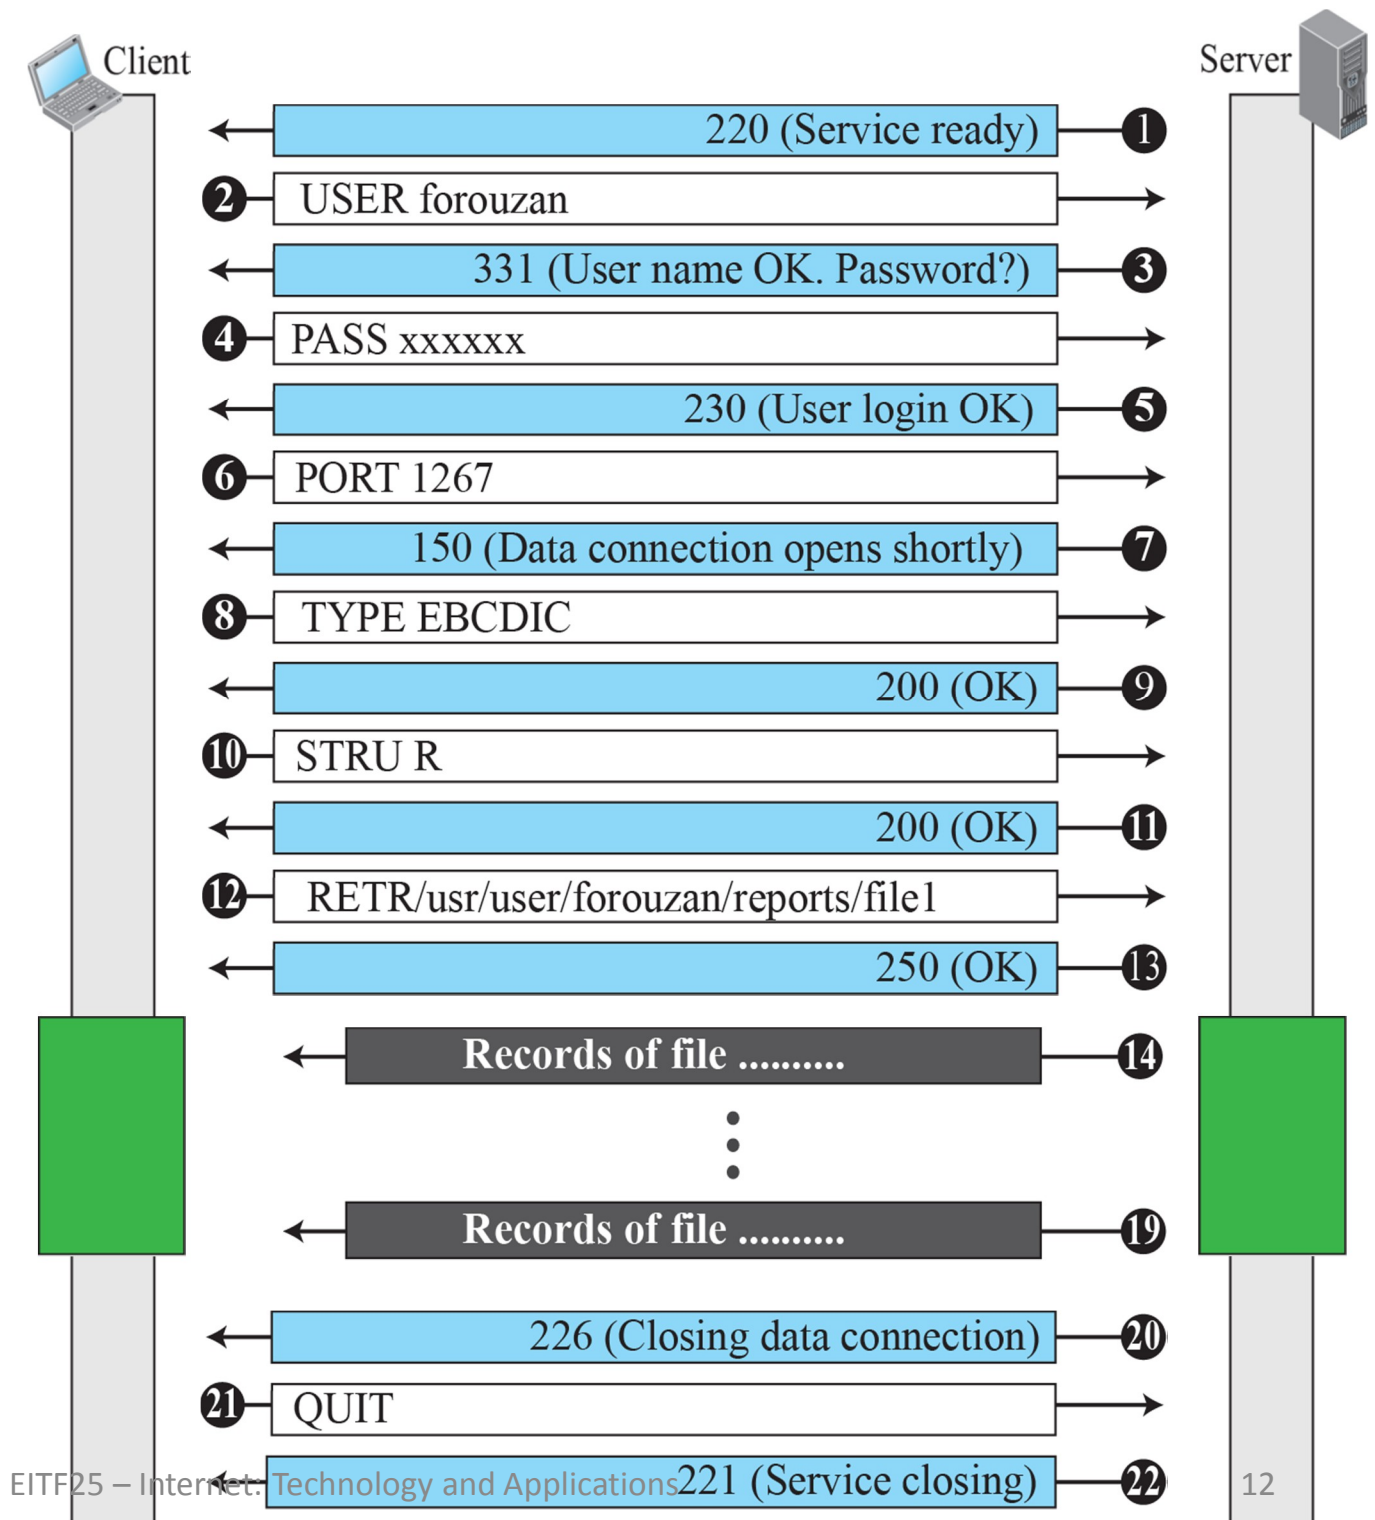 Client
Server
220 (Service ready)
1
2
USER forouzan
331 (User name OK. Password?)
3
4
PASS xxxxxx
230 (User login OK)
5
6
PORT 1267
150 (Data connection opens shortly)
7
8
TYPE EBCDIC
200 (OK)
9
10
STRU R
200 (OK)
11
12
RETR/usr/user/forouzan/reports/file1
250 (OK)
13
Records of file ..........
14
Records of file ..........
19
226 (Closing data connection)
20
21
QUIT
221 (Service closing)
22
EITF25 – Internet: Technology and Applications
12